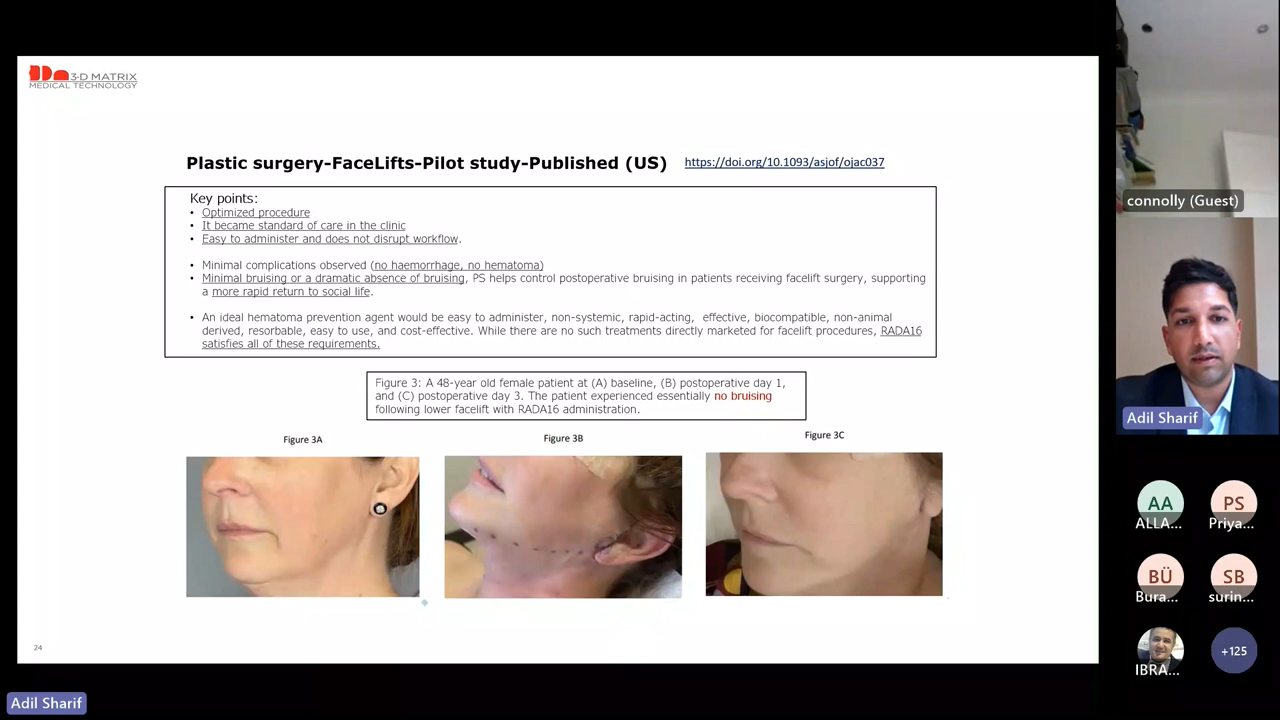 3-D MATRIX
MEDICAL TECHNOLOGY
Plastic surgery-FaceLifts-Pilot study-Published (US)
https://doi.org/10.1093/asjof/ojac037
Key points:
• Optimized procedure
• It became standard of care in the clinic
• Easy to administer and does not disrupt workflow.
• Minimal complications observed (no haemorrhage, no hematoma)
• Minimal bruising or a dramatic absence of bruising, PS helps control postoperative bruising in patients receiving facelift surgery, supporting
a more rapid return to social life.
• An ideal hematoma prevention agent would be easy to administer, non-systemic, rapid-acting, effective, biocompatible, non-animal
derived, resorbable, easy to use, and cost-effective. While there are no such treatments directly marketed for facelift procedures, RADA16
satisfies all of these requirements.
Figure 3: A 48-year old female patient at (A) baseline, (B) postoperative day 1,
and (C) postoperative day 3. The patient experienced essentially no bruising
following lower facelift with RADA16 administration.
Figure 3A
Figure 3B
Figure 3C
24
Adil Sharif
connolly (Guest)
Adil Sharif
AA
ALLA...
PS
Priya...
BÜ
Bura...
SB
surin...
IBRA...
+125